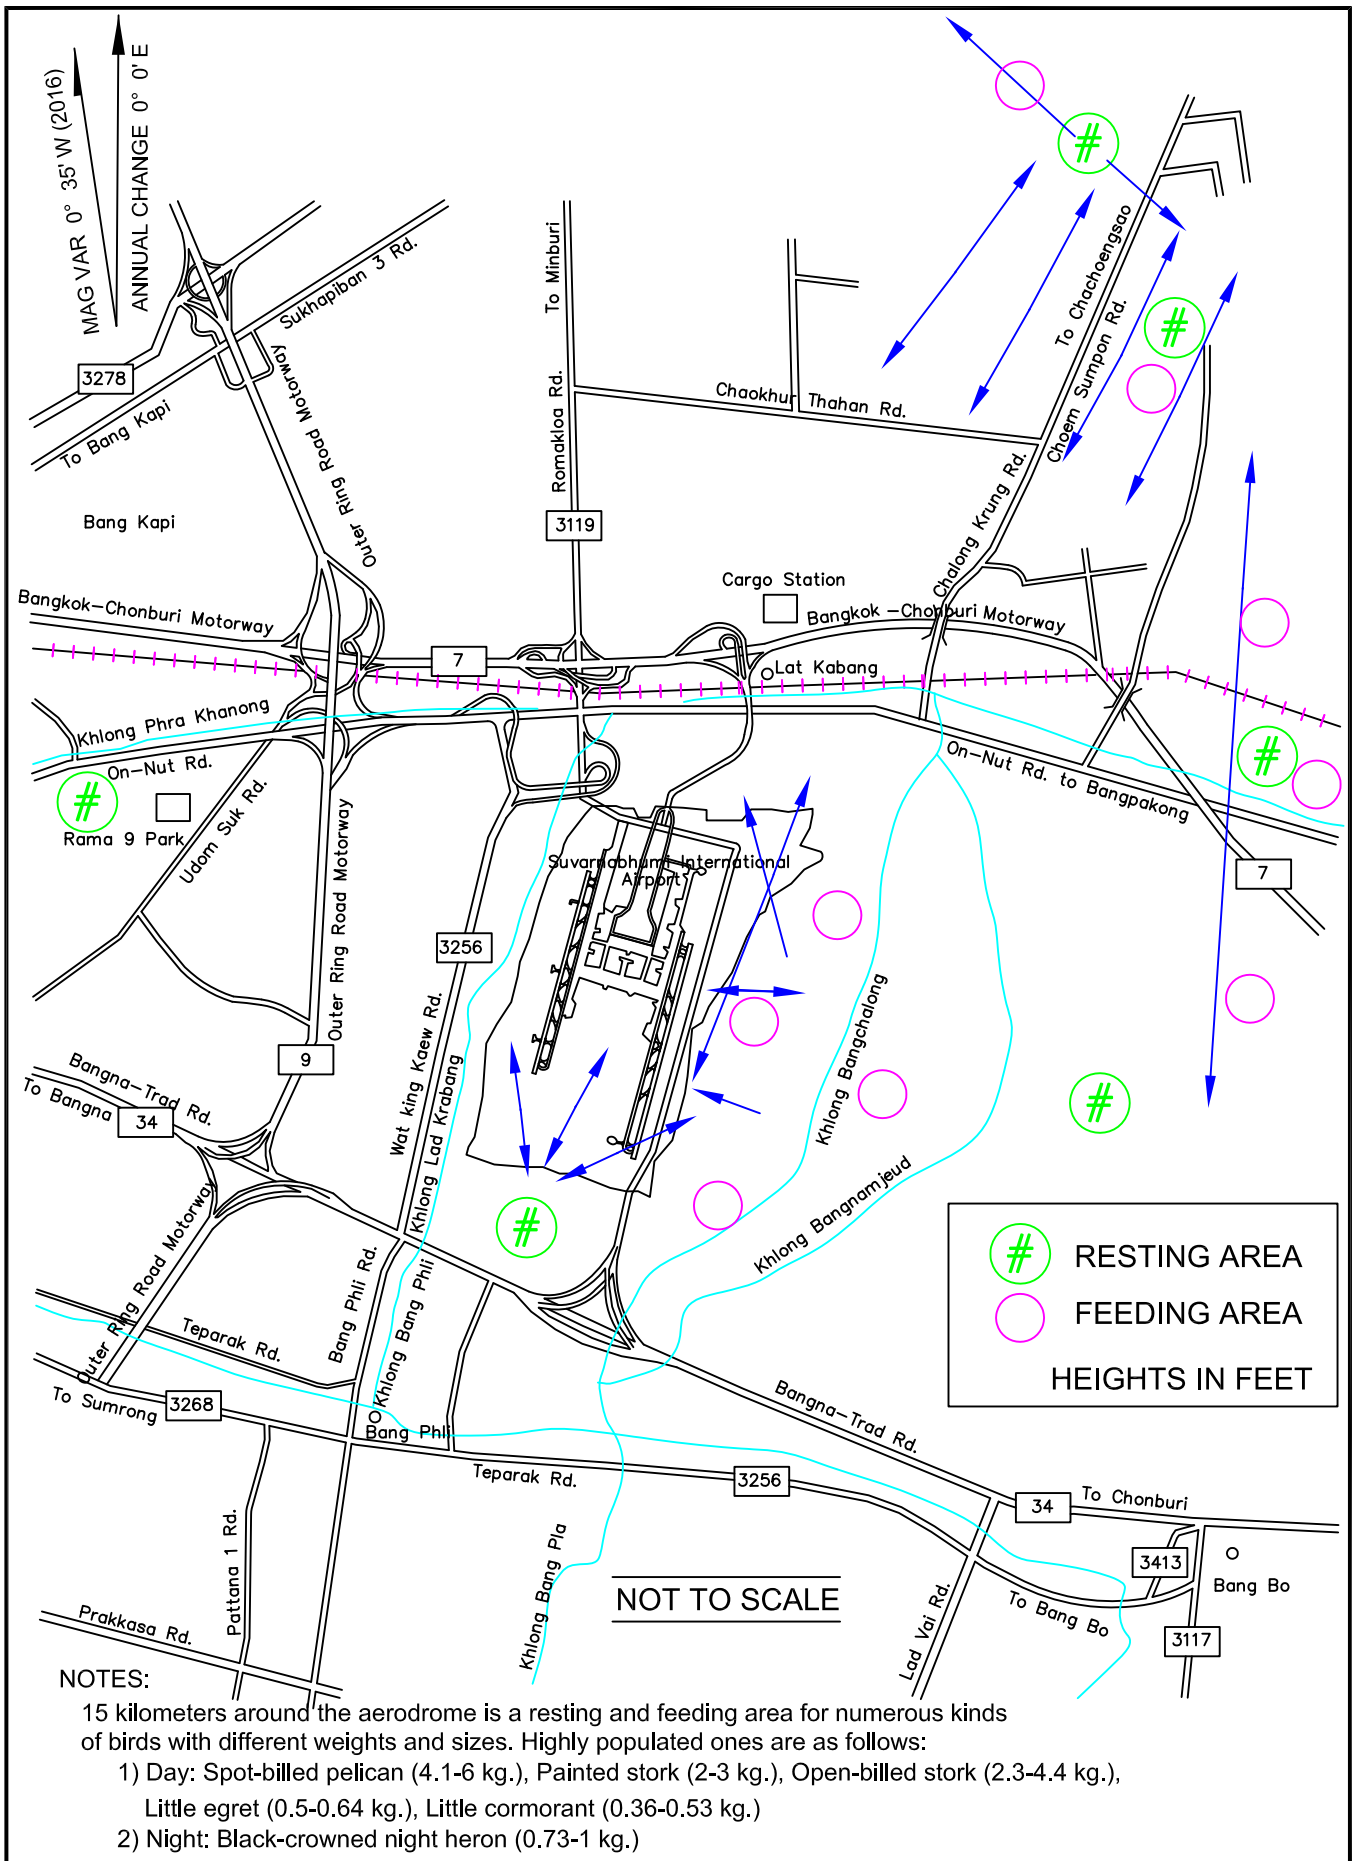 MAG VAR 0° 35' W (2016)
ANNUAL CHANGE 0° 0' E
Sukhapiban 3 Rd.
To Minburi
To Chachoengsao
Choem Sumpon Rd.
3278
To Bang Kapi
Outer Ring Road Motorway
Outer Ring Road Motorway
Romakloa Rd.
Chaokhun Thahan Rd.
Bang Kapi
3119
Chalong Krung Rd.
Cargo Station
Bangkok-Chonburi Motorway
Bangkok-Chonburi Motorway
7
Lat Kabang
Khlong Phra Khanong
On-Nut Rd.
On-Nut Rd. to Bangpakong
Rama 9 Park
Udom Suk Rd.
Outer Ring Road Motorway
Suvarnabhumi International
Airport
7
3256
Wat king Kaew Rd.
Khlong Lad Krabang
Khlong Bangchalong
9
Bangna-Trad Rd.
To Bangna
34
Khlong Bangnamjeud
Outer Ring Road Motorway
Bang Phli Rd.
Khlong Bang Phli
# RESTING AREA
FEEDING AREA
HEIGHTS IN FEET
Teparak Rd.
To Sumrong
3268
Bang Phli
Bangna-Trad Rd.
Teparak Rd.
3256
34
To Chonburi
Pattana 1 Rd.
Khlong Bang Pla
3413
Bang Bo
To Bang Bo
Lad Vai Rd.
3117
Prakkasa Rd.
NOT TO SCALE
NOTES:
15 kilometers around the aerodrome is a resting and feeding area for numerous kinds
of birds with different weights and sizes. Highly populated ones are as follows:
1) Day: Spot-billed pelican (4.1-6 kg.), Painted stork (2-3 kg.), Open-billed stork (2.3-4.4 kg.),
Little egret (0.5-0.64 kg.), Little cormorant (0.36-0.53 kg.)
2) Night: Black-crowned night heron (0.73-1 kg.)